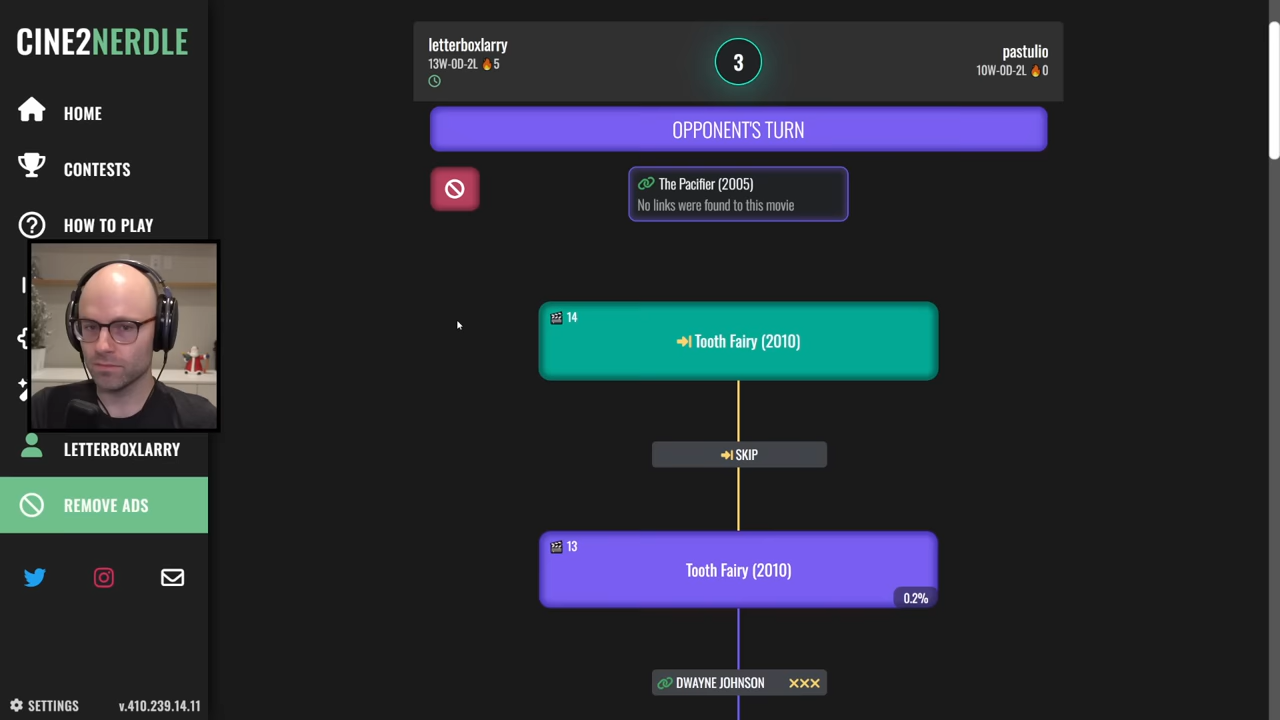 CINE2NERDLE
HOME
CONTESTS
HOW TO PLAY
LETTERBOXLARRY
REMOVE ADS
SETTINGS
v.410.239.14.11
letterboxlarry
13W-0D-2L 🔥5
3
pastulio
10W-0D-2L 🔥0
OPPONENT'S TURN
The Pacifier (2005)
No links were found to this movie
14
Tooth Fairy (2010)
SKIP
13
Tooth Fairy (2010)
0.2%
DWAYNE JOHNSON XXX